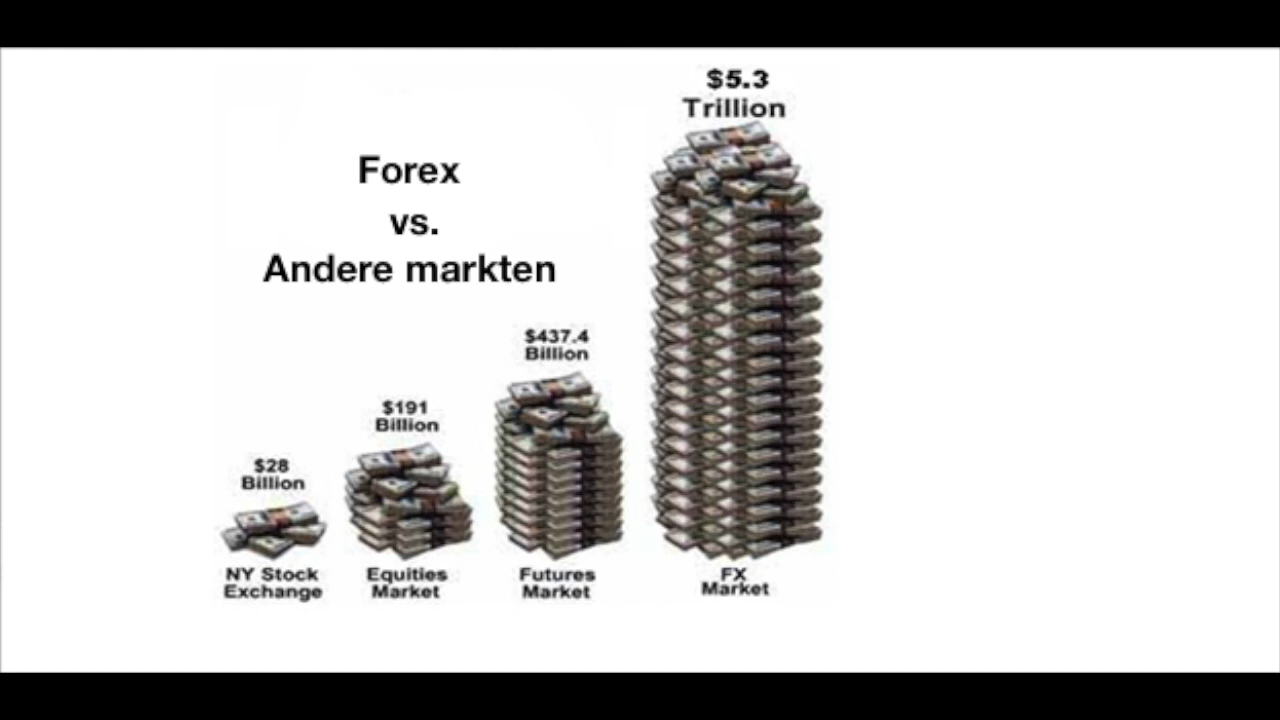 Forex
vs.
Andere markten
$28
Billion
NY Stock
Exchange
$191
Billion
Equities
Market
$437.4
Billion
Futures
Market
$5.3
Trillion
FX
Market